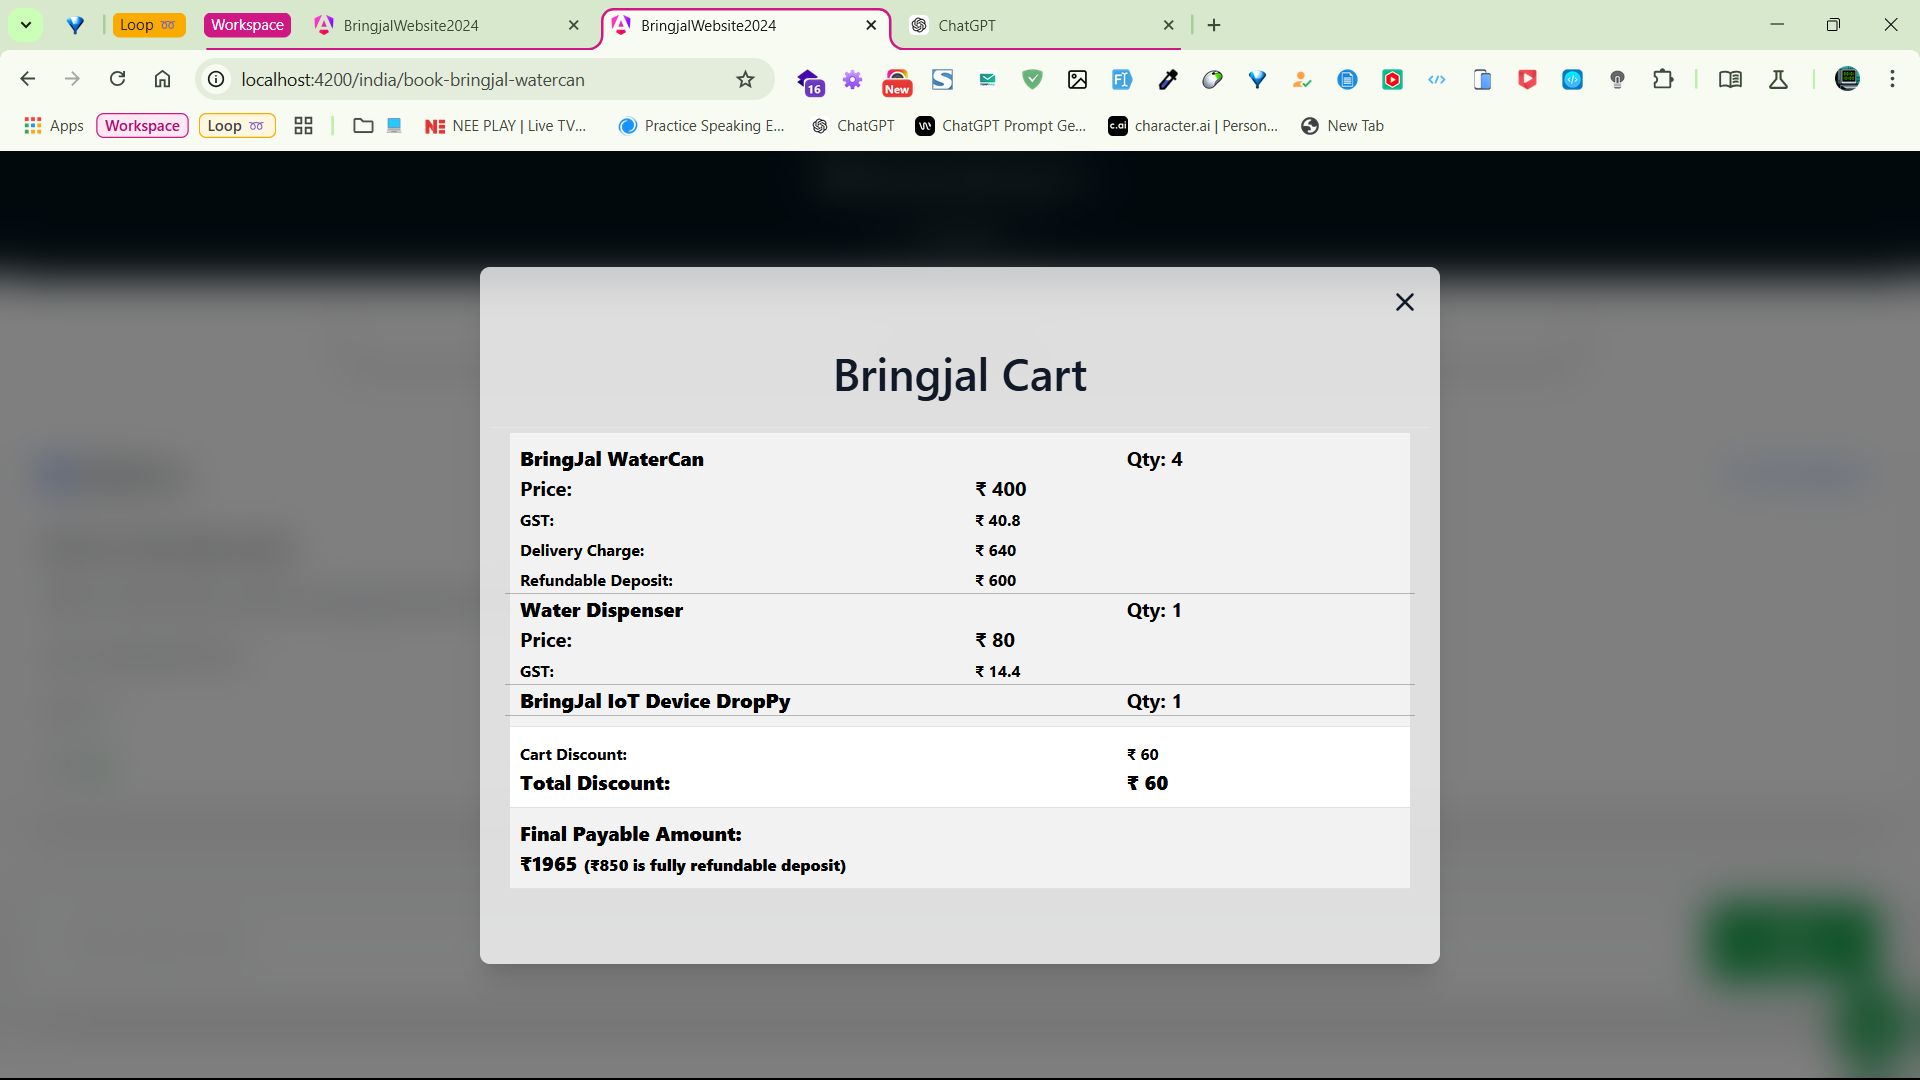 Loop ➿ Workspace BringjalWebsite2024 BringjalWebsite2024 ChatGPT
localhost:4200/india/book-bringjal-watercan 16 New
Apps Workspace Loop ➿ NEE PLAY | Live TV... Practice Speaking E... ChatGPT ChatGPT Prompt Ge... c.ai character.ai | Person... New Tab
Bringjal Cart
BringJal WaterCan Qty: 4
Price: ₹ 400
GST: ₹ 40.8
Delivery Charge: ₹ 640
Refundable Deposit: ₹ 600
Water Dispenser Qty: 1
Price: ₹ 80
GST: ₹ 14.4
BringJal IoT Device DropPy Qty: 1
Cart Discount: ₹ 60
Total Discount: ₹ 60
Final Payable Amount:
₹1965 (₹850 is fully refundable deposit)